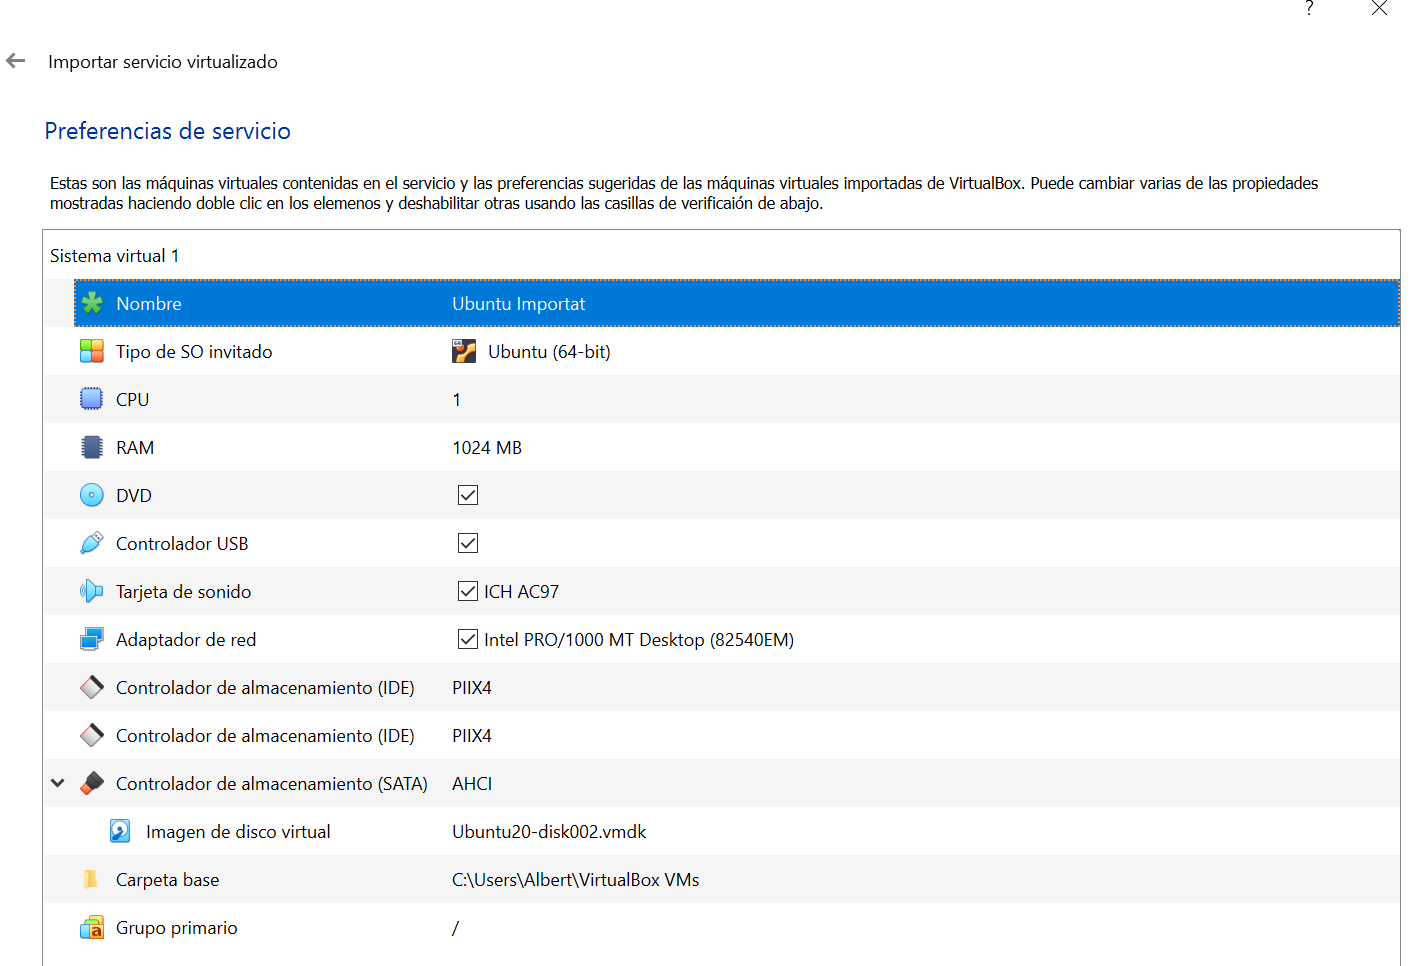 ?
Importar servicio virtualizado
Preferencias de servicio
Estas son las máquinas virtuales contenidas en el servicio y las preferencias sugeridas de las máquinas virtuales importadas de VirtualBox. Puede cambiar varias de las propiedades
mostradas haciendo doble clic en los elemenos y deshabilitar otras usando las casillas de verificaión de abajo.
Sistema virtual 1
Nombre Ubuntu Importat
Tipo de SO invitado 64 Ubuntu (64-bit)
CPU 1
RAM 1024 MB
DVD
Controlador USB
Tarjeta de sonido ICH AC97
Adaptador de red Intel PRO/1000 MT Desktop (82540EM)
Controlador de almacenamiento (IDE) PIIX4
Controlador de almacenamiento (IDE) PIIX4
Controlador de almacenamiento (SATA) AHCI
Imagen de disco virtual Ubuntu20-disk002.vmdk
Carpeta base C:\Users\Albert\VirtualBox VMs
Grupo primario /